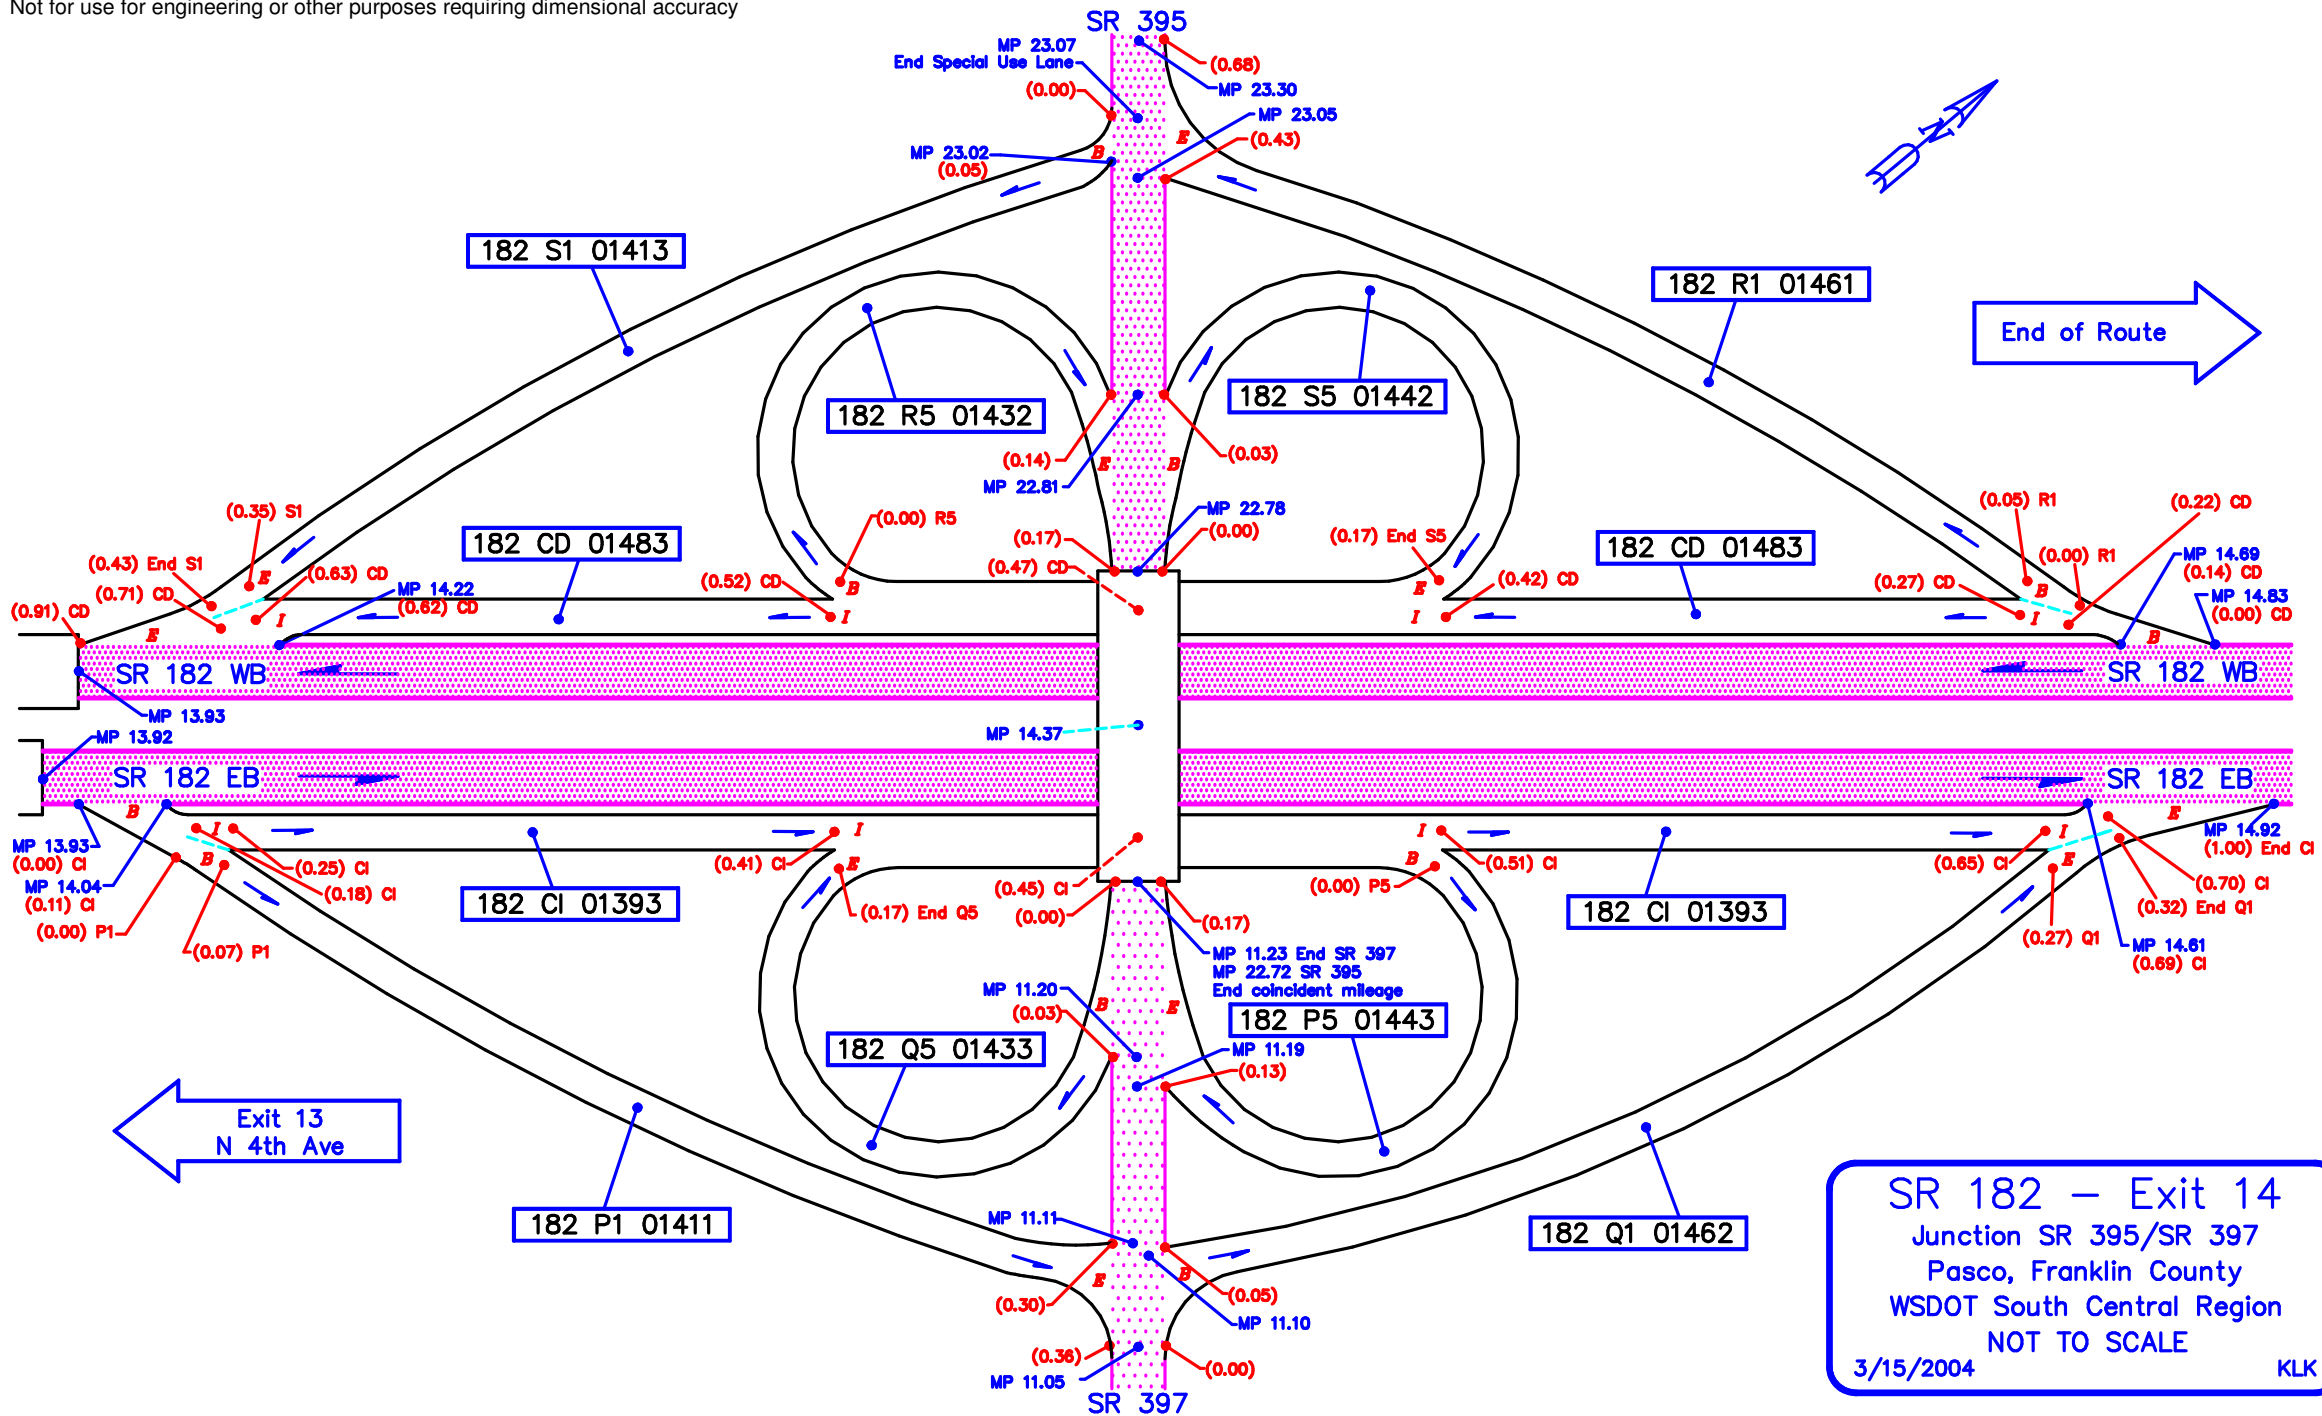 Not for use for engineering or other purposes requiring dimensional accuracy
SR 395
MP 23.07
End Special Use Lane
(0.00)
(0.68)
MP 23.30
MP 23.05
(0.43)
E
B
MP 23.02
(0.05)
N
182 S1 01413
182 R1 01461
End of Route
182 R5 01432
182 S5 01442
(0.14)
E
B
(0.03)
MP 22.81
MP 22.78
(0.00)
(0.17)
(0.47) CD
(0.35) S1
(0.43) End S1
(0.71) CD
(0.91) CD
E
E
I
(0.63) CD
MP 14.22
(0.62) CD
182 CD 01483
(0.00) R5
(0.52) CD
B
I
(0.17) End S5
E
I
(0.42) CD
182 CD 01483
(0.05) R1
(0.22) CD
(0.00) R1
(0.27) CD
B
I
B
MP 14.69
(0.14) CD
MP 14.83
(0.00) CD
SR 182 WB
SR 182 WB
MP 13.93
MP 13.92
MP 14.37
SR 182 EB
SR 182 EB
B
I
B
MP 13.93
(0.00) CI
MP 14.04
(0.11) CI
(0.00) P1
(0.07) P1
(0.25) CI
(0.18) CI
182 CI 01393
(0.41) CI
I
E
(0.17) End Q5
(0.45) CI
(0.00)
(0.17)
I
B
(0.51) CI
(0.00) P5
182 CI 01393
(0.65) CI
I
E
E
MP 14.92
(1.00) End CI
(0.70) CI
(0.32) End Q1
(0.27) Q1
MP 14.61
(0.69) CI
MP 11.23 End SR 397
MP 22.72 SR 395
End coincident mileage
MP 11.20
(0.03)
B
E
182 P5 01443
182 Q5 01433
MP 11.19
(0.13)
Exit 13
N 4th Ave
182 P1 01411
MP 11.11
E
B
(0.30)
(0.05)
MP 11.10
(0.36)
MP 11.05
(0.00)
SR 397
182 Q1 01462
SR 182 - Exit 14
Junction SR 395/SR 397
Pasco, Franklin County
WSDOT South Central Region
NOT TO SCALE
3/15/2004 KLK